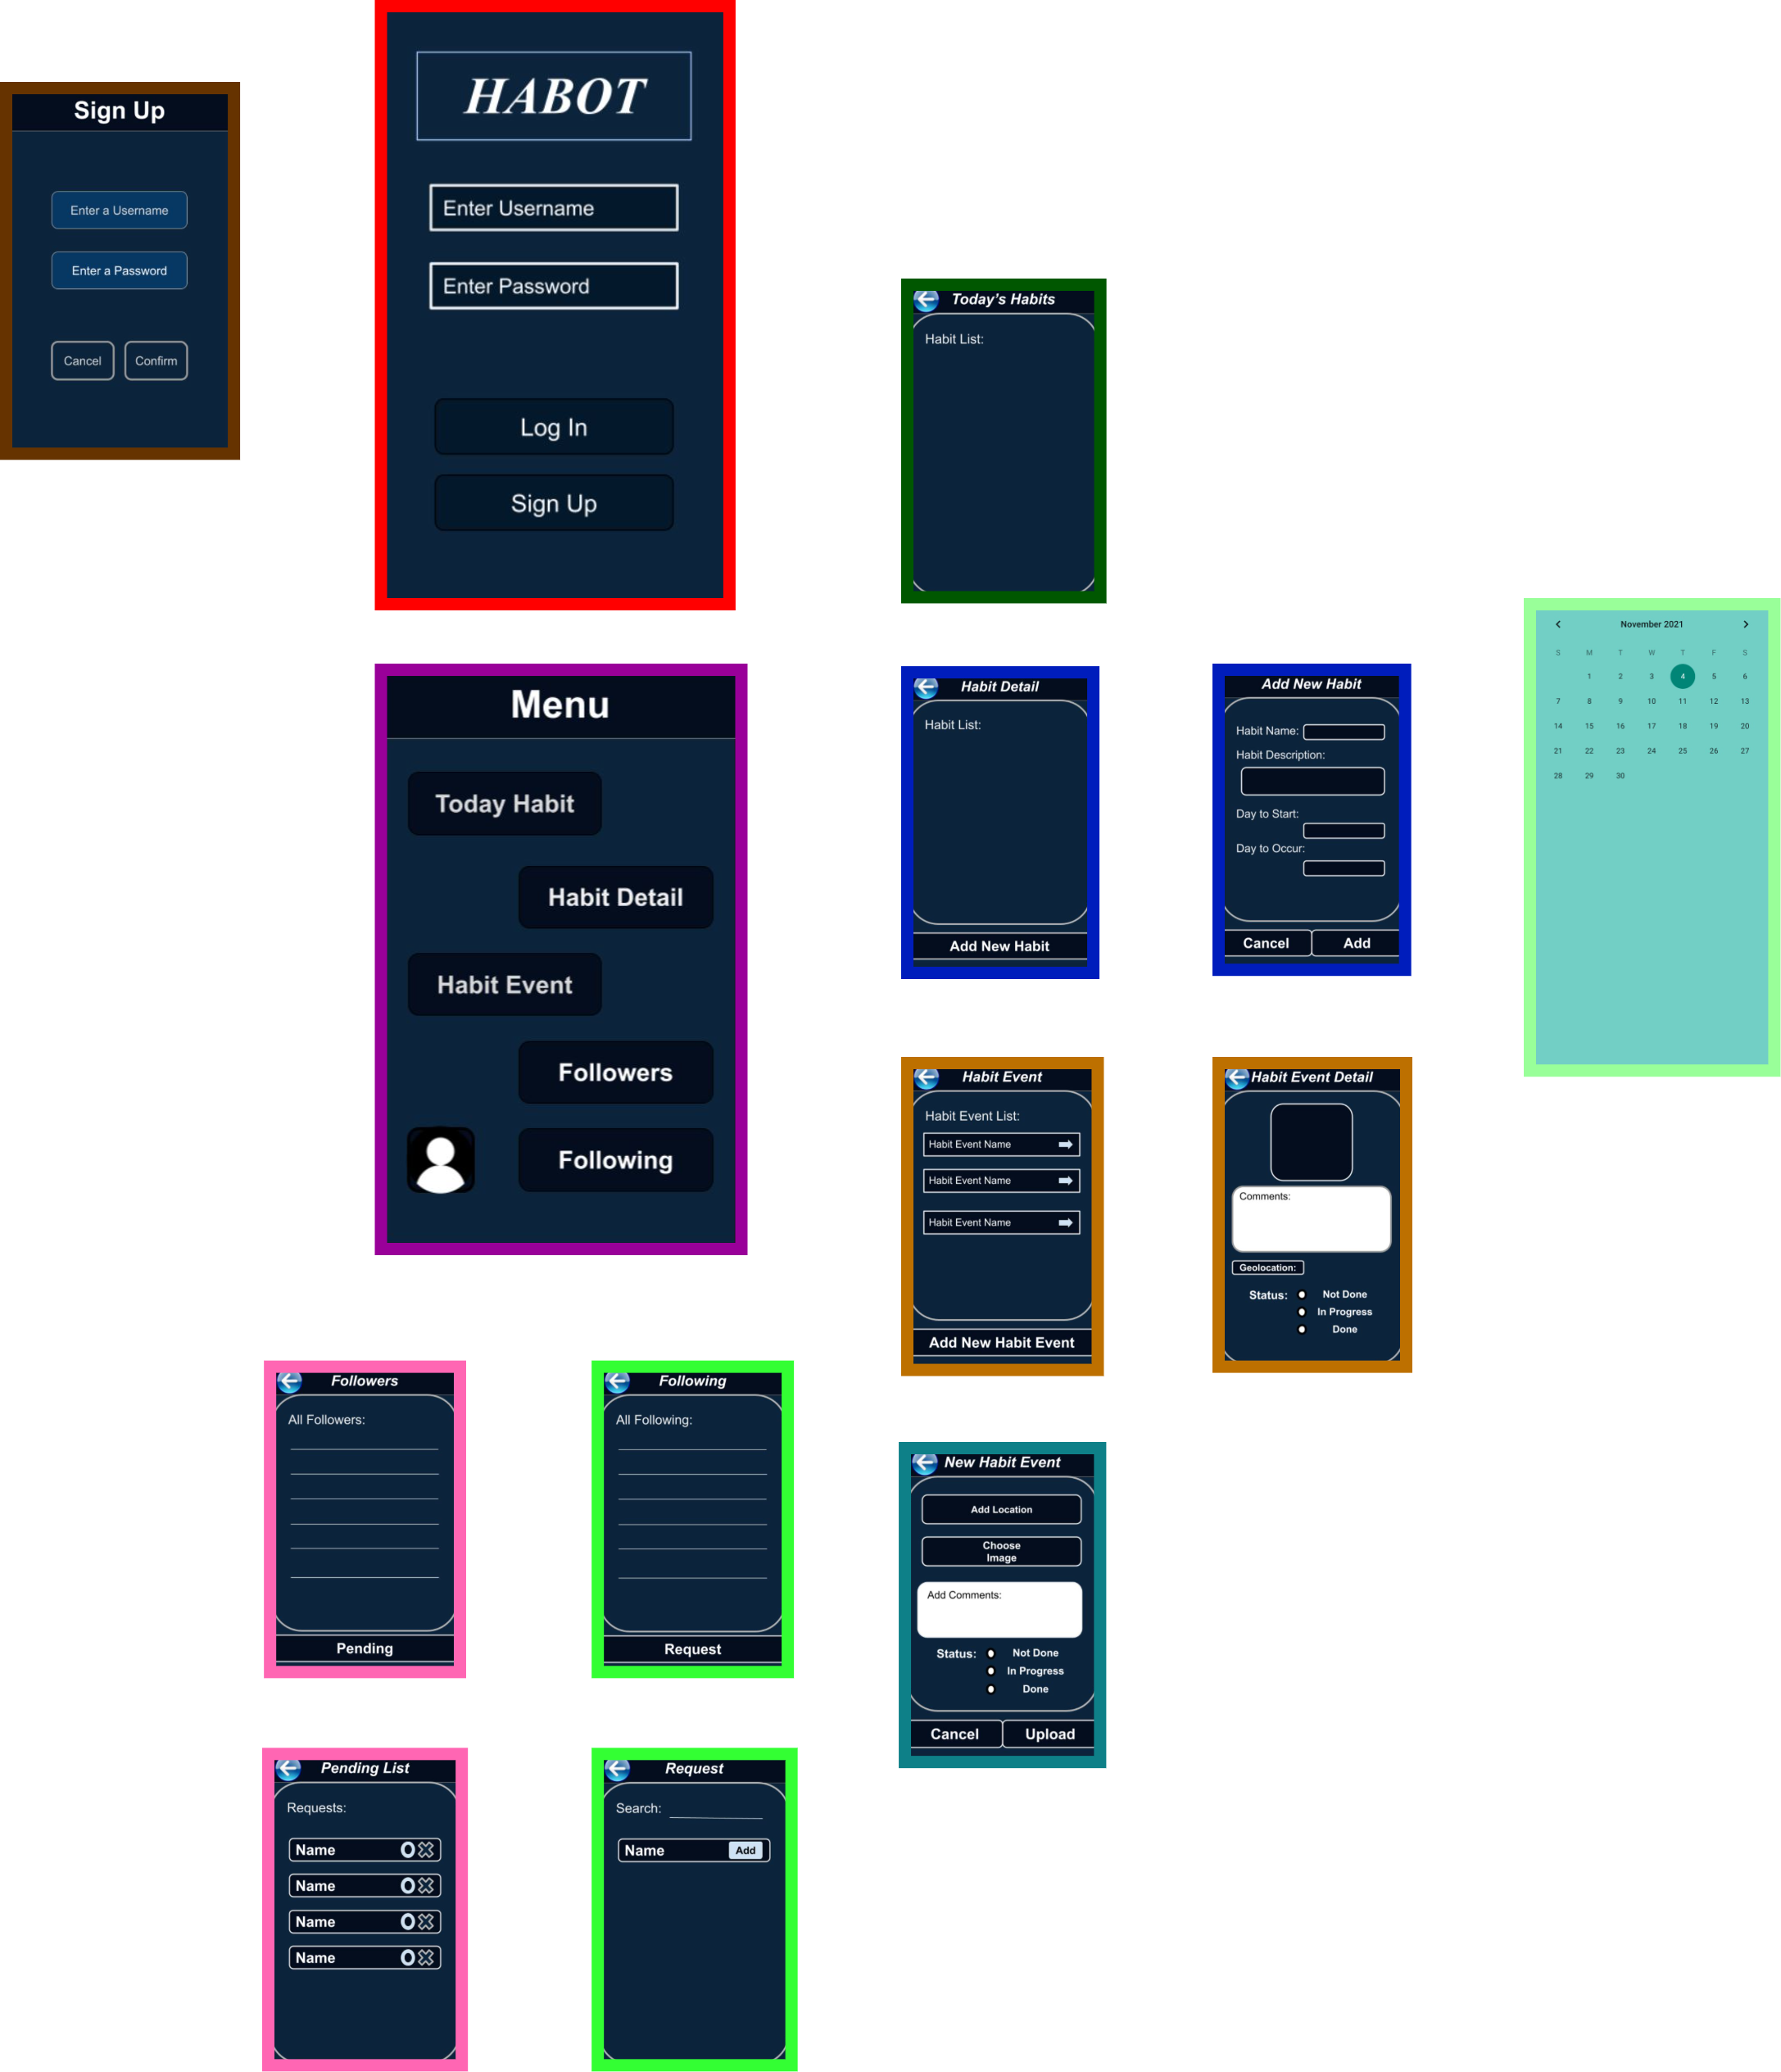 Sign Up
Enter a Username
Enter a Password
Cancel Confirm
HABOT
Enter Username
Enter Password
Log In
Sign Up
Today's Habits
Habit List:
Menu
Today Habit
Habit Detail
Habit Event
Followers
Following
Habit Detail
Habit List:
Add New Habit
Add New Habit
Habit Name:
Habit Description:
Day to Start:
Day to Occur:
Cancel Add
November 2021
S M T W T F S
1 2 3 4 5 6
7 8 9 10 11 12 13
14 15 16 17 18 19 20
21 22 23 24 25 26 27
28 29 30
Habit Event
Habit Event List:
Habit Event Name
Habit Event Name
Habit Event Name
Add New Habit Event
Habit Event Detail
Comments:
Geolocation:
Status: Not Done
In Progress
Done
Followers
All Followers:
Pending
Following
All Following:
Request
New Habit Event
Add Location
Choose
Image
Add Comments:
Status: Not Done
In Progress
Done
Cancel Upload
Pending List
Requests:
Name
Name
Name
Name
Request
Search:
Name Add